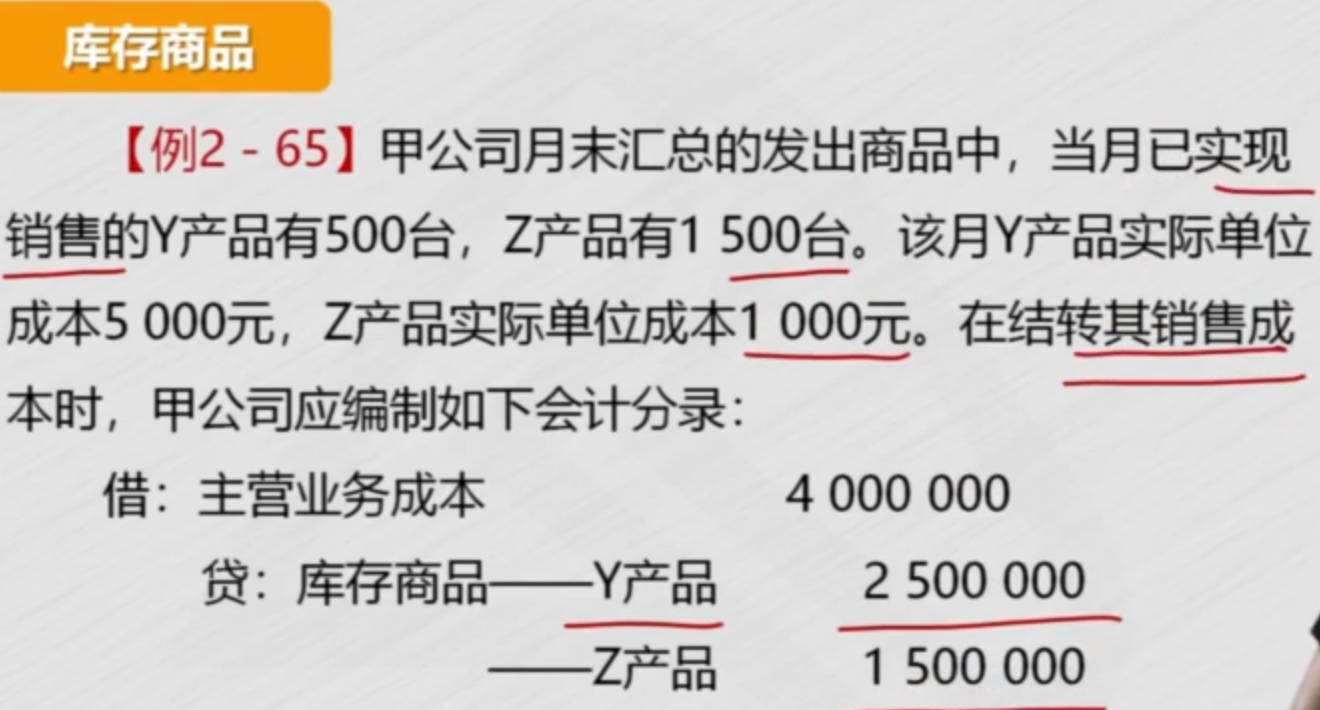 库存商品
【例2－65】甲公司月末汇总的发出商品中，当月已实现
销售的Y产品有500台，Z产品有1 500台。该月Y产品实际单位
成本5 000元，Z产品实际单位成本1 000元。在结转其销售成
本时，甲公司应编制如下会计分录：
借：主营业务成本 4 000 000
贷：库存商品——Y产品 2 500 000
——Z产品 1 500 000